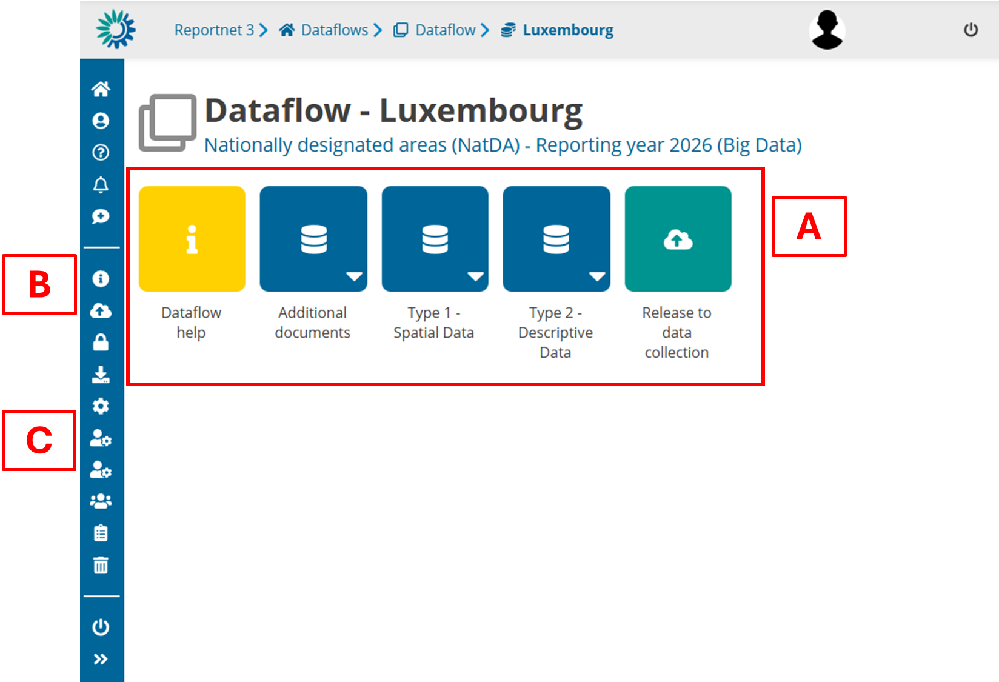 Reportnet 3 Dataflows Dataflow Luxembourg
Dataflow - Luxembourg
Nationally designated areas (NatDA) - Reporting year 2026 (Big Data)
A
B
C
Dataflow
help
Additional
documents
Type 1 -
Spatial Data
Type 2 -
Descriptive
Data
Release to
data
collection